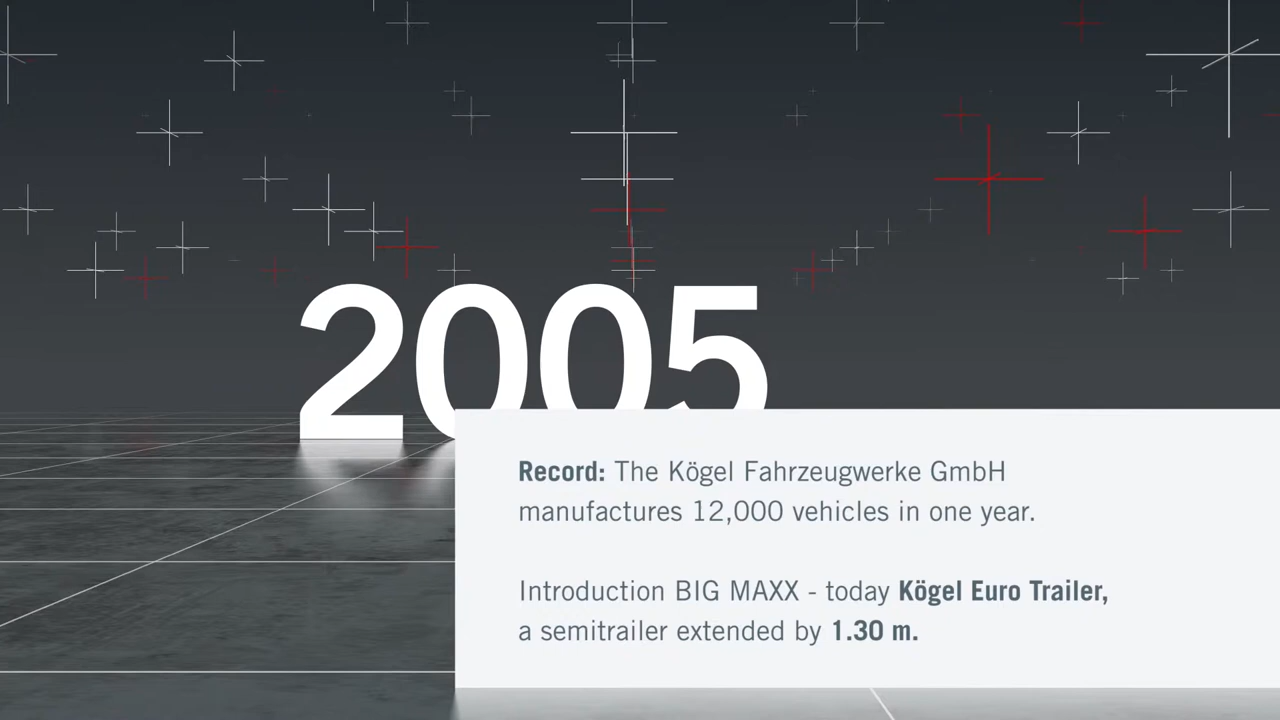 2005
Record: The Kögel Fahrzeugwerke GmbH
manufactures 12,000 vehicles in one year.
Introduction BIG MAXX - today Kögel Euro Trailer,
a semitrailer extended by 1.30 m.